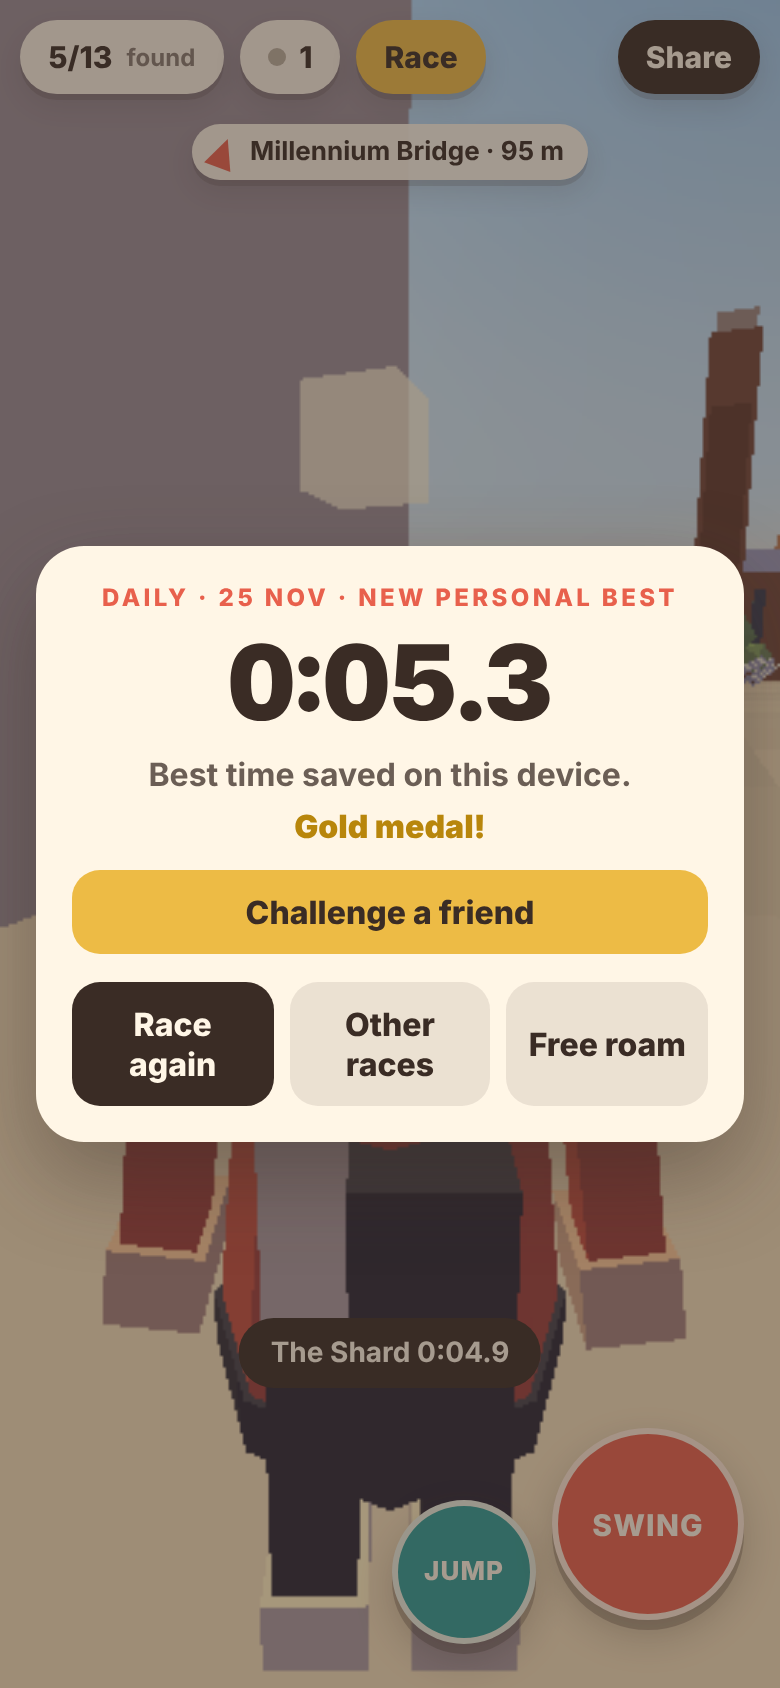 5/13 found
1
Race
Share
Millennium Bridge · 95 m
DAILY · 25 NOV · NEW PERSONAL BEST
0:05.3
Best time saved on this device.
Gold medal!
Challenge a friend
Race
again
Other
races
Free roam
The Shard 0:04.9
SWING
JUMP